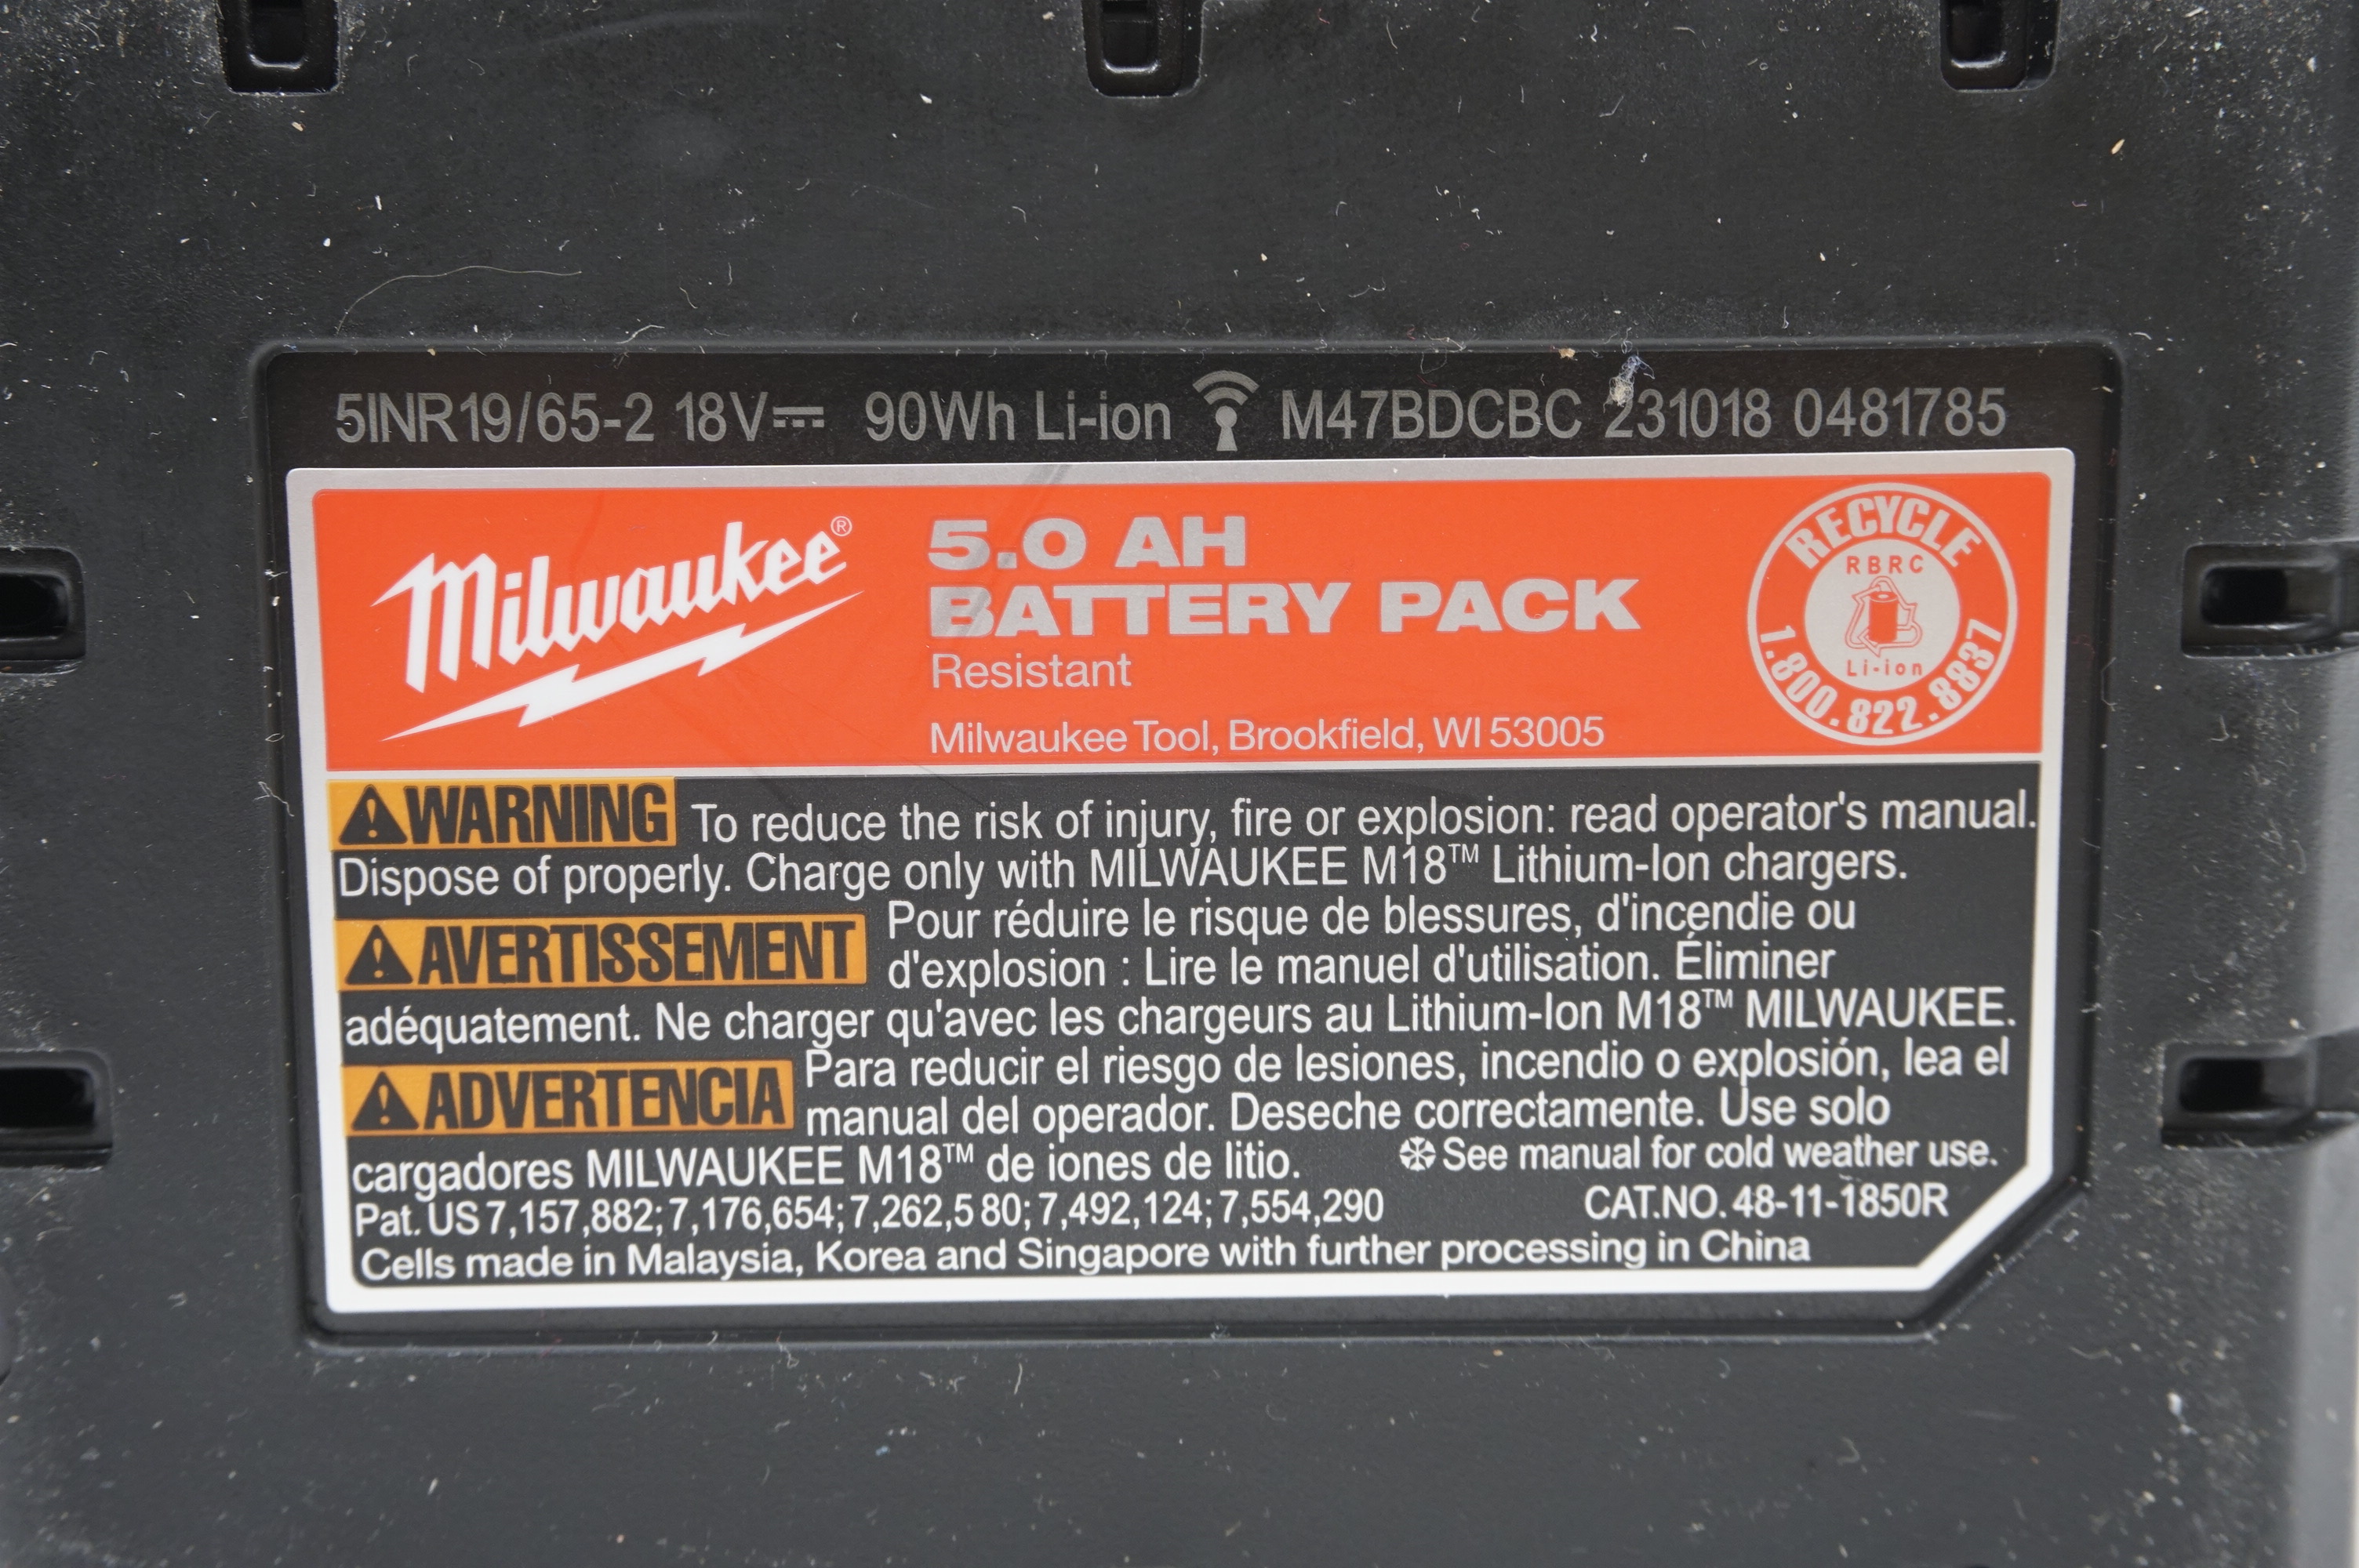 5INR19/65-2 18V⎓ 90Wh Li-ion M47BDCBC 231018 0481785
Milwaukee®
5.0 AH
BATTERY PACK
Resistant
Milwaukee Tool, Brookfield, WI 53005
RECYCLE
RBRC
Li-ion
1.800.822.8837
⚠WARNING To reduce the risk of injury, fire or explosion: read operator's manual.
Dispose of properly. Charge only with MILWAUKEE M18™ Lithium-Ion chargers.
⚠AVERTISSEMENT Pour réduire le risque de blessures, d'incendie ou
d'explosion : Lire le manuel d'utilisation. Éliminer
adéquatement. Ne charger qu'avec les chargeurs au Lithium-Ion M18™ MILWAUKEE.
⚠ADVERTENCIA Para reducir el riesgo de lesiones, incendio o explosión, lea el
manual del operador. Deseche correctamente. Use solo
cargadores MILWAUKEE M18™ de iones de litio. See manual for cold weather use.
Pat. US 7,157,882; 7,176,654; 7,262,580; 7,492,124; 7,554,290 CAT.NO. 48-11-1850R
Cells made in Malaysia, Korea and Singapore with further processing in China